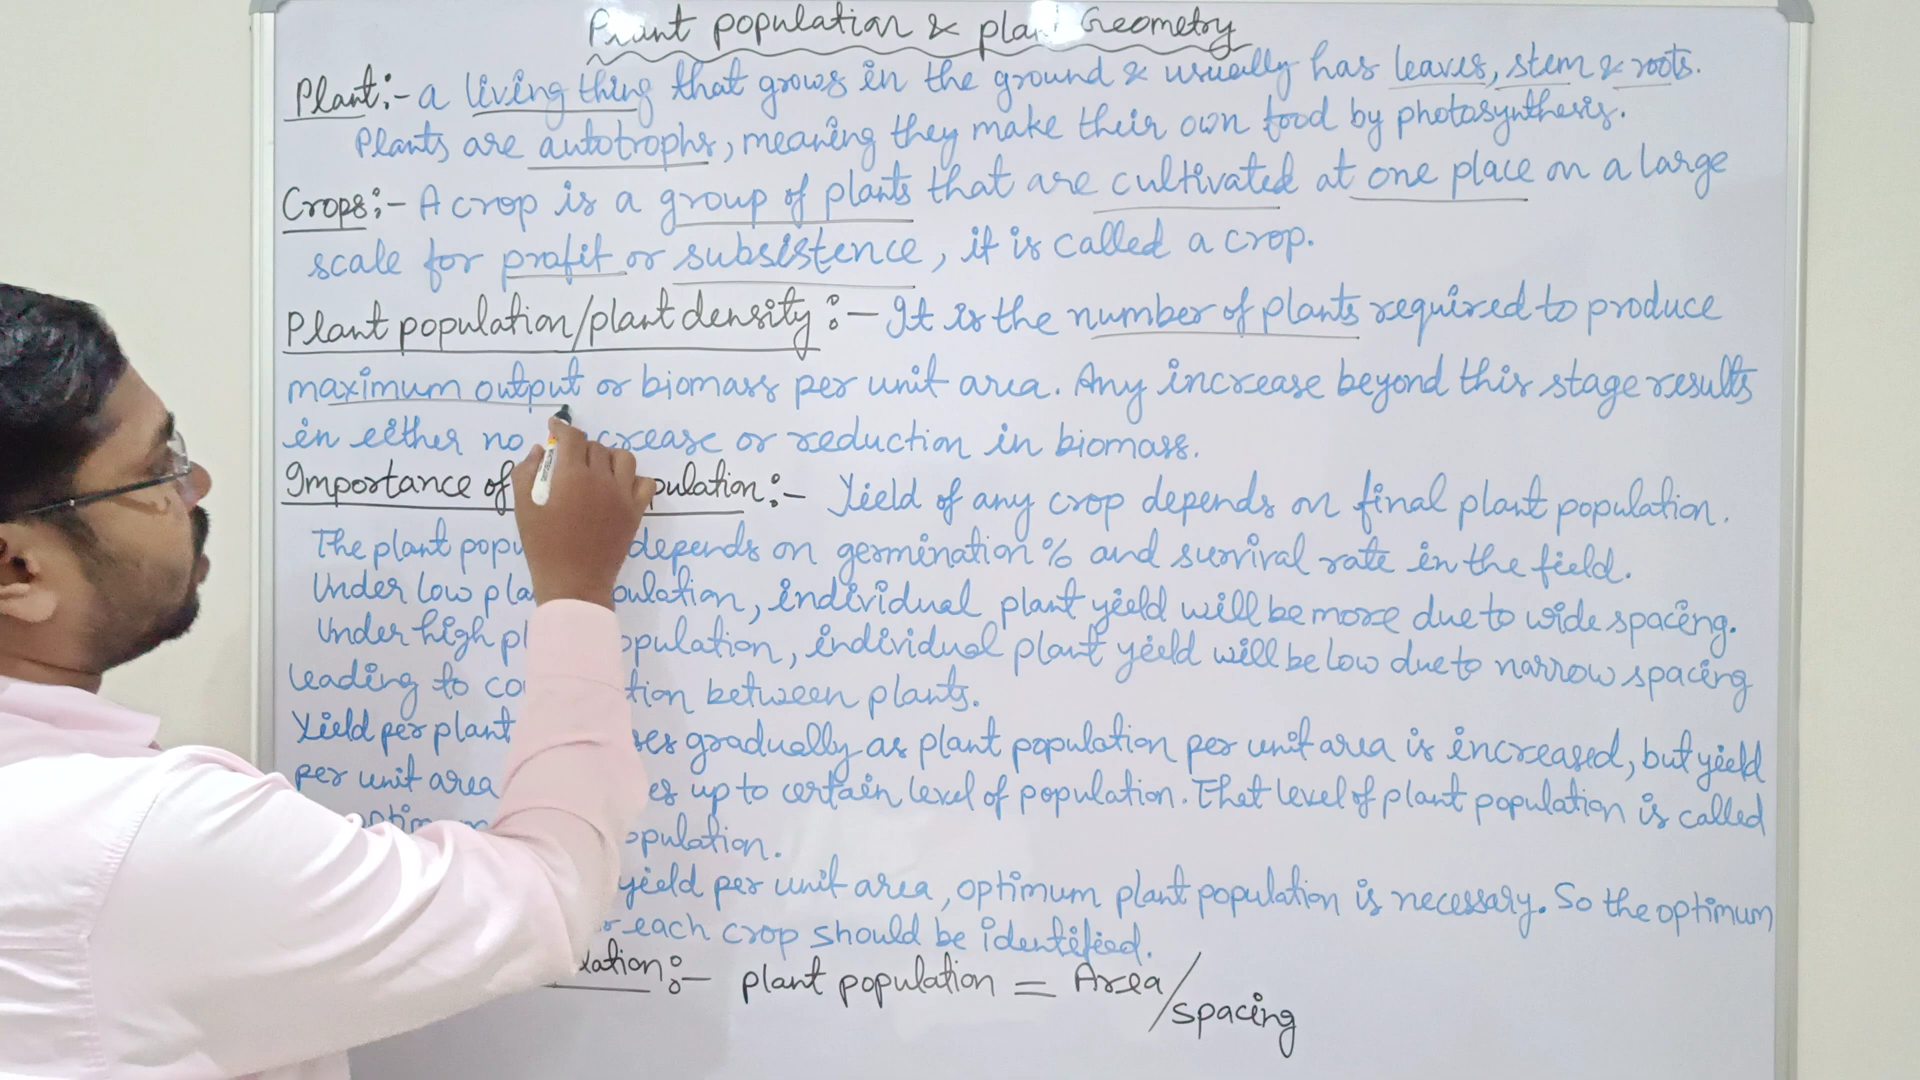 Plant population & plant Geometry
Plant:- a living thing that grows in the ground & usually has leaves, stem & roots.
Plants are autotrophs, meaning they make their own food by photosynthesis.
Crops:- A crop is a group of plants that are cultivated at one place on a large
scale for profit or subsistence, it is called a crop.
Plant population/plant density:- It is the number of plants required to produce
maximum output or biomass per unit area. Any increase beyond this stage results
in either no increase or reduction in biomass.
Importance of pulation:- Yield of any crop depends on final plant population.
The plant popu depends on germination % and survival rate in the field.
Under low pla pulation, individual plant yield will be more due to wide spacing.
Under high pl opulation, individual plant yield will be low due to narrow spacing
leading to co tion between plants.
Yield per plant ses gradually as plant population per unit area is increased, but yield
per unit area es up to certain level of population. That level of plant population is called
optim opulation.
yield per unit area, optimum plant population is necessary. So the optimum
r each crop should be identified.
lation:- plant population = Area/spacing